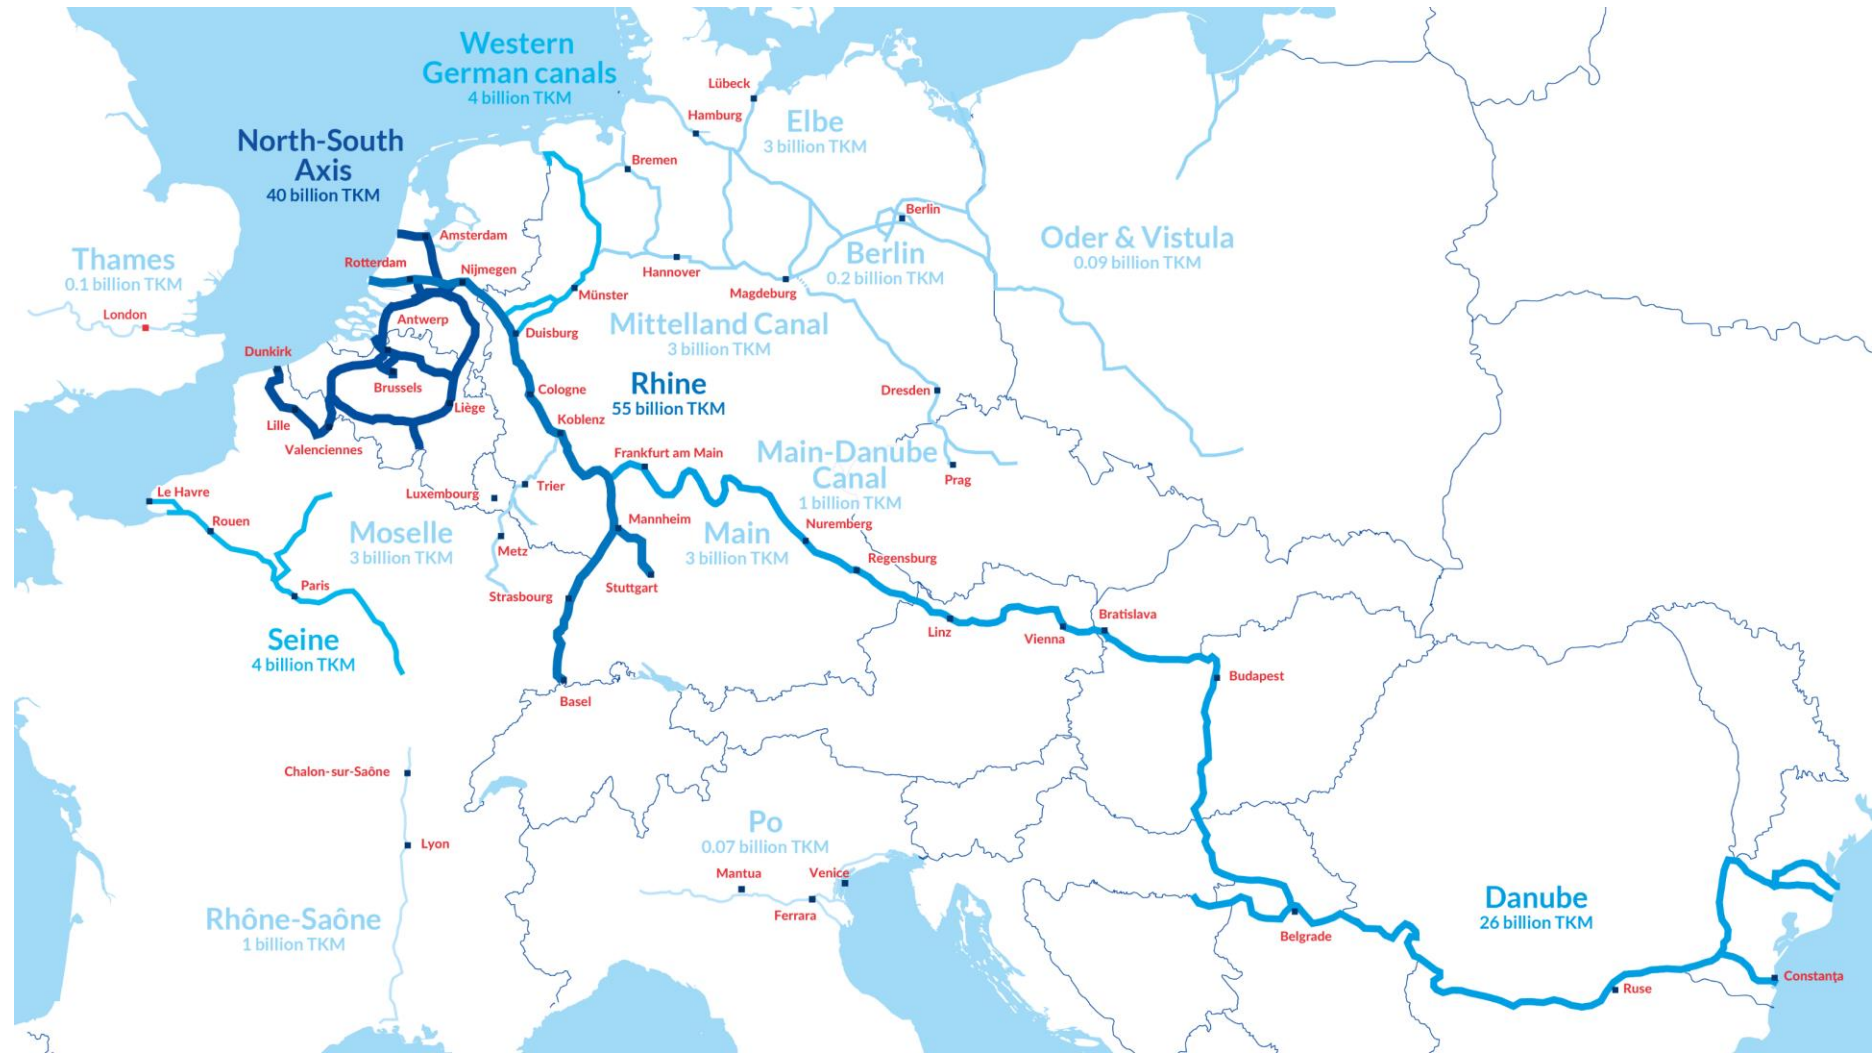 Western
German canals
4 billion TKM
Lübeck
Hamburg
Elbe
3 billion TKM
North-South
Axis
40 billion TKM
Bremen
Berlin
Amsterdam
Thames
0.1 billion TKM
London
Rotterdam
Nijmegen
Hannover
Magdeburg
Berlin
0.2 billion TKM
Oder & Vistula
0.09 billion TKM
Münster
Antwerp
Duisburg
Mittelland Canal
3 billion TKM
Dunkirk
Brussels
Cologne
Rhine
55 billion TKM
Dresden
Lille
Liège
Koblenz
Valenciennes
Frankfurt am Main
Main-Danube
Canal
1 billion TKM
Prag
Le Havre
Luxembourg
Trier
Rouen
Moselle
3 billion TKM
Metz
Mannheim
Main
3 billion TKM
Nuremberg
Regensburg
Paris
Strasbourg
Stuttgart
Seine
4 billion TKM
Linz
Vienna
Bratislava
Budapest
Basel
Chalon-sur-Saône
Lyon
Po
0.07 billion TKM
Mantua
Venice
Ferrara
Rhône-Saône
1 billion TKM
Belgrade
Danube
26 billion TKM
Ruse
Constanţa